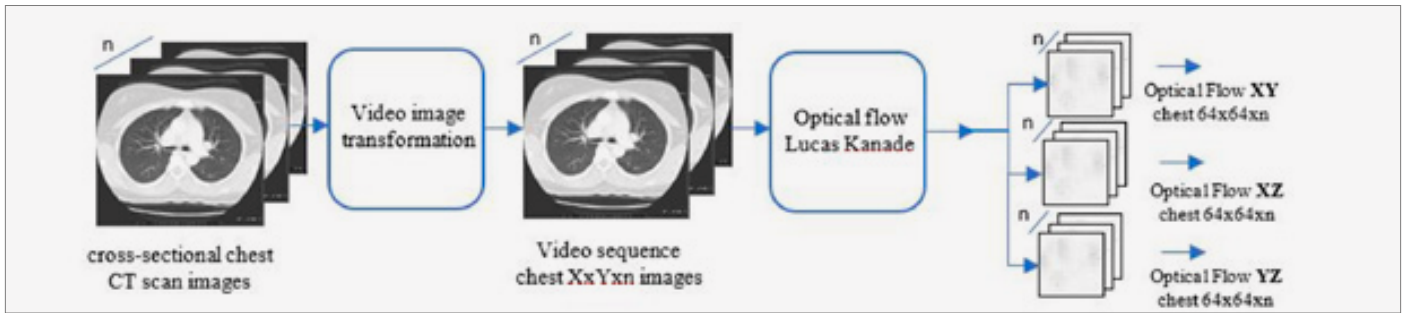 n
cross-sectional chest
CT scan images
Video image
transformation
n
Video sequence
chest XxYxn images
Optical flow
Lucas Kanade
n
Optical Flow XY
chest 64x64xn
n
Optical Flow XZ
chest 64x64xn
n
Optical Flow YZ
chest 64x64xn